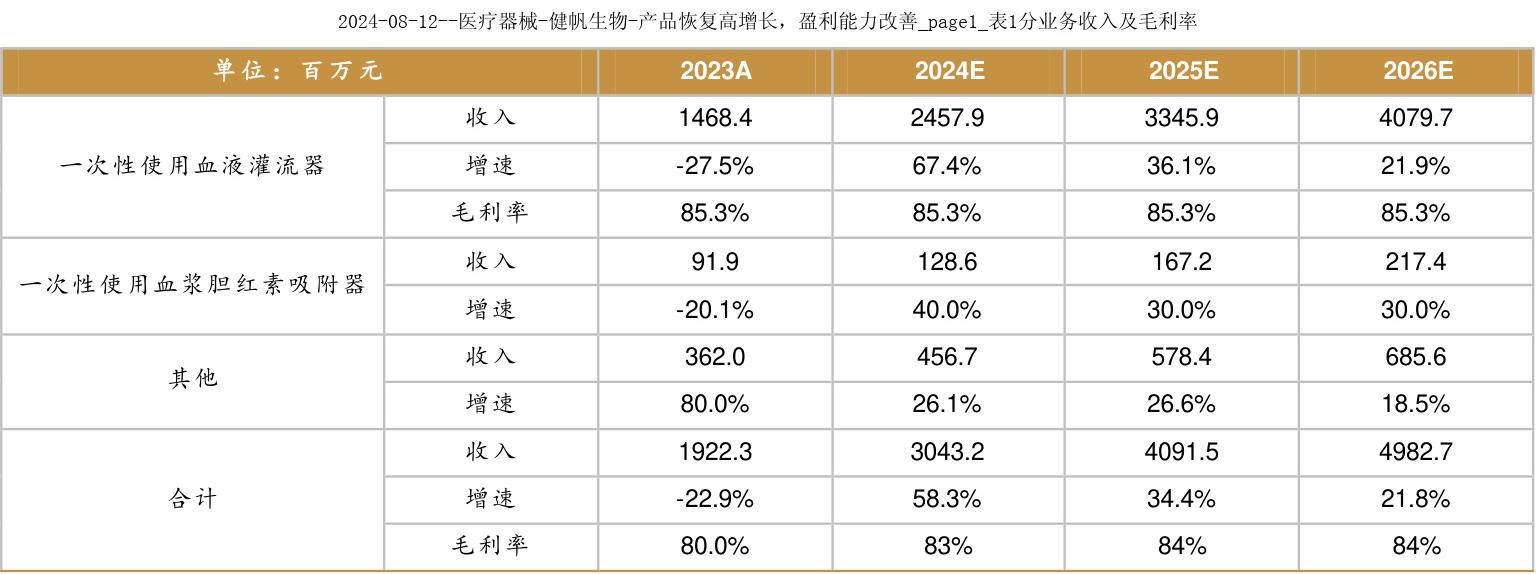 2024-08-12--医疗器械-健帆生物-产品恢复高增长，盈利能力改善_page1_表1分业务收入及毛利率
单位：百万元 2023A 2024E 2025E 2026E
一次性使用血液灌流器 收入 1468.4 2457.9 3345.9 4079.7
增速 -27.5% 67.4% 36.1% 21.9%
毛利率 85.3% 85.3% 85.3% 85.3%
一次性使用血浆胆红素吸附器 收入 91.9 128.6 167.2 217.4
增速 -20.1% 40.0% 30.0% 30.0%
其他 收入 362.0 456.7 578.4 685.6
增速 80.0% 26.1% 26.6% 18.5%
合计 收入 1922.3 3043.2 4091.5 4982.7
增速 -22.9% 58.3% 34.4% 21.8%
毛利率 80.0% 83% 84% 84%